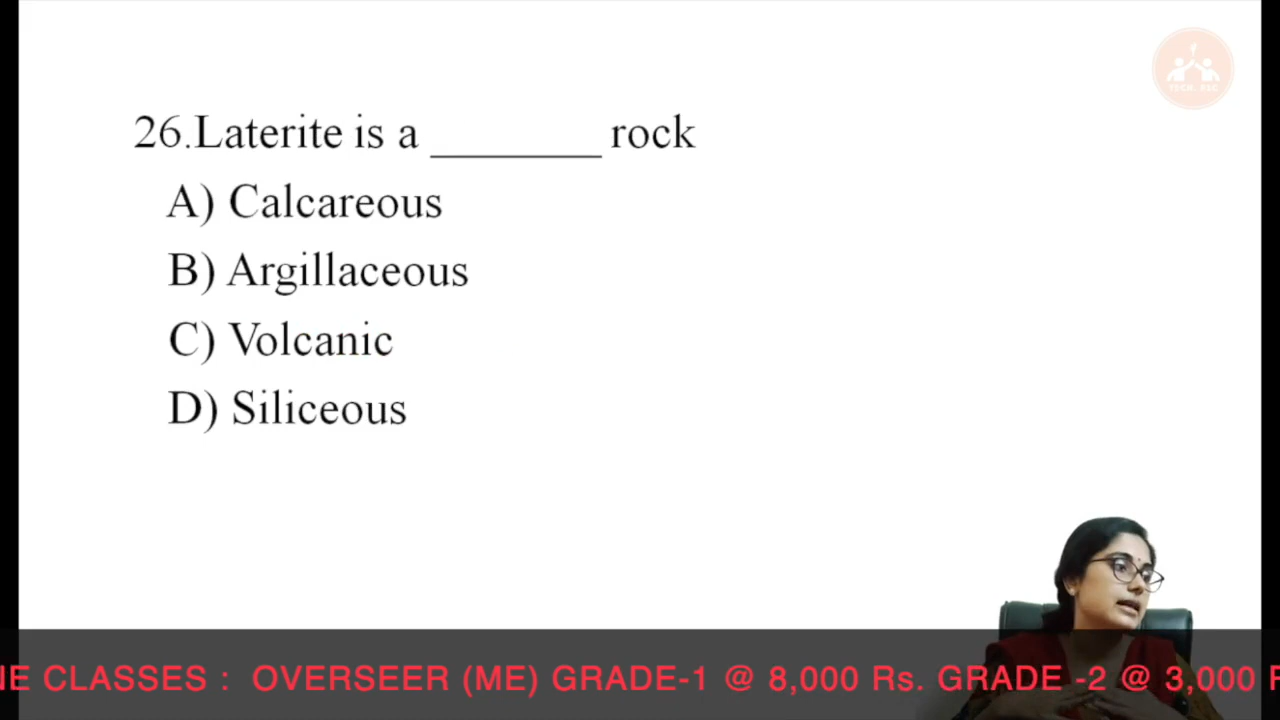 26.Laterite is a ________ rock
A) Calcareous
B) Argillaceous
C) Volcanic
D) Siliceous
NE CLASSES : OVERSEER (ME) GRADE-1 @ 8,000 Rs. GRADE -2 @ 3,000 R